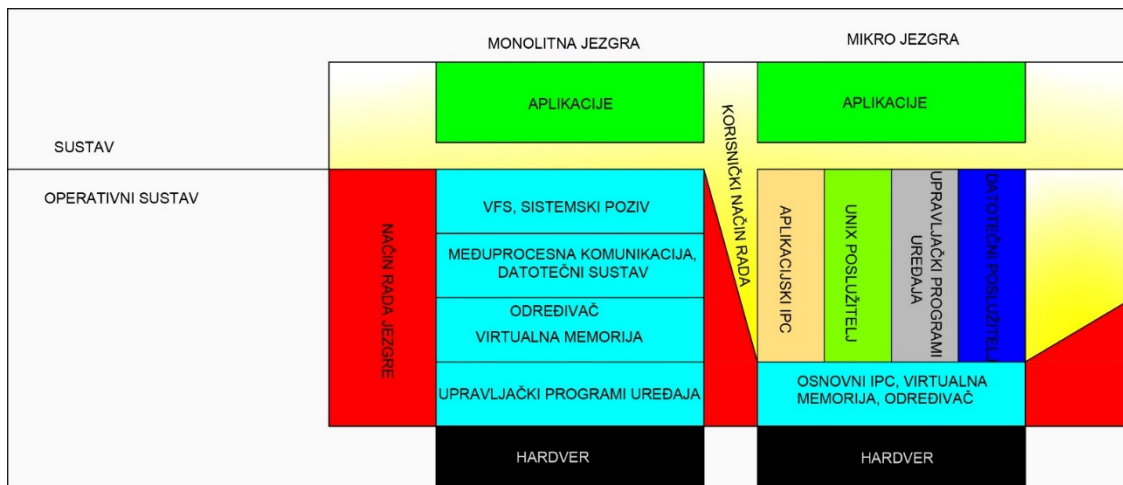 MONOLITNA JEZGRA
MIKRO JEZGRA
APLIKACIJE
APLIKACIJE
SUSTAV
OPERATIVNI SUSTAV
NAČIN RADA JEZGRE
VFS, SISTEMSKI POZIV
MEĐUPROCESNA KOMUNIKACIJA,
DATOTEČNI SUSTAV
ODREĐIVAČ
VIRTUALNA MEMORIJA
UPRAVLJAČKI PROGRAMI UREĐAJA
HARDVER
KORISNIČKI NAČIN RADA
APLIKACIJSKI IPC
UNIX POSLUŽITELJ
UPRAVLJAČKI PROGRAMI
UREĐAJA
DATOTEČNI POSLUŽITELJ
OSNOVNI IPC, VIRTUALNA
MEMORIJA, ODREĐIVAČ
HARDVER